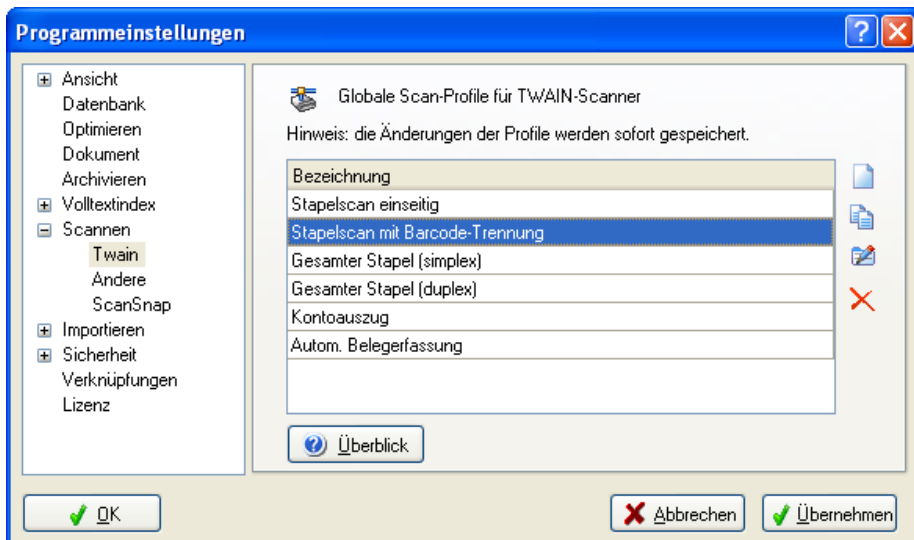 Programmeinstellungen
Ansicht
Datenbank
Optimieren
Dokument
Archivieren
Volltextindex
Scannen
Twain
Andere
ScanSnap
Importieren
Sicherheit
Verknüpfungen
Lizenz
Globale Scan-Profile für TWAIN-Scanner
Hinweis: die Änderungen der Profile werden sofort gespeichert.
Bezeichnung
Stapelscan einseitig
Stapelscan mit Barcode-Trennung
Gesamter Stapel (simplex)
Gesamter Stapel (duplex)
Kontoauszug
Autom. Belegerfassung
Überblick
OK
Abbrechen
Übernehmen